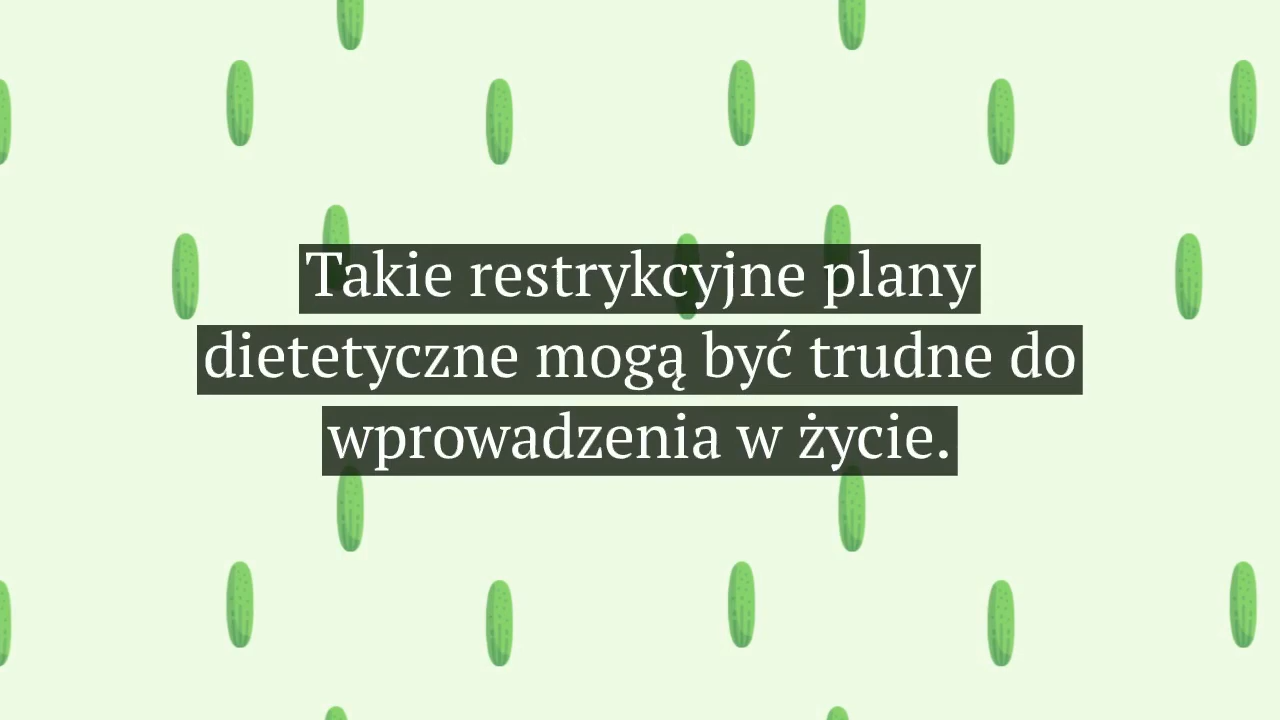 Takie restrykcyjne plany
dietetyczne mogą być trudne do
wprowadzenia w życie.